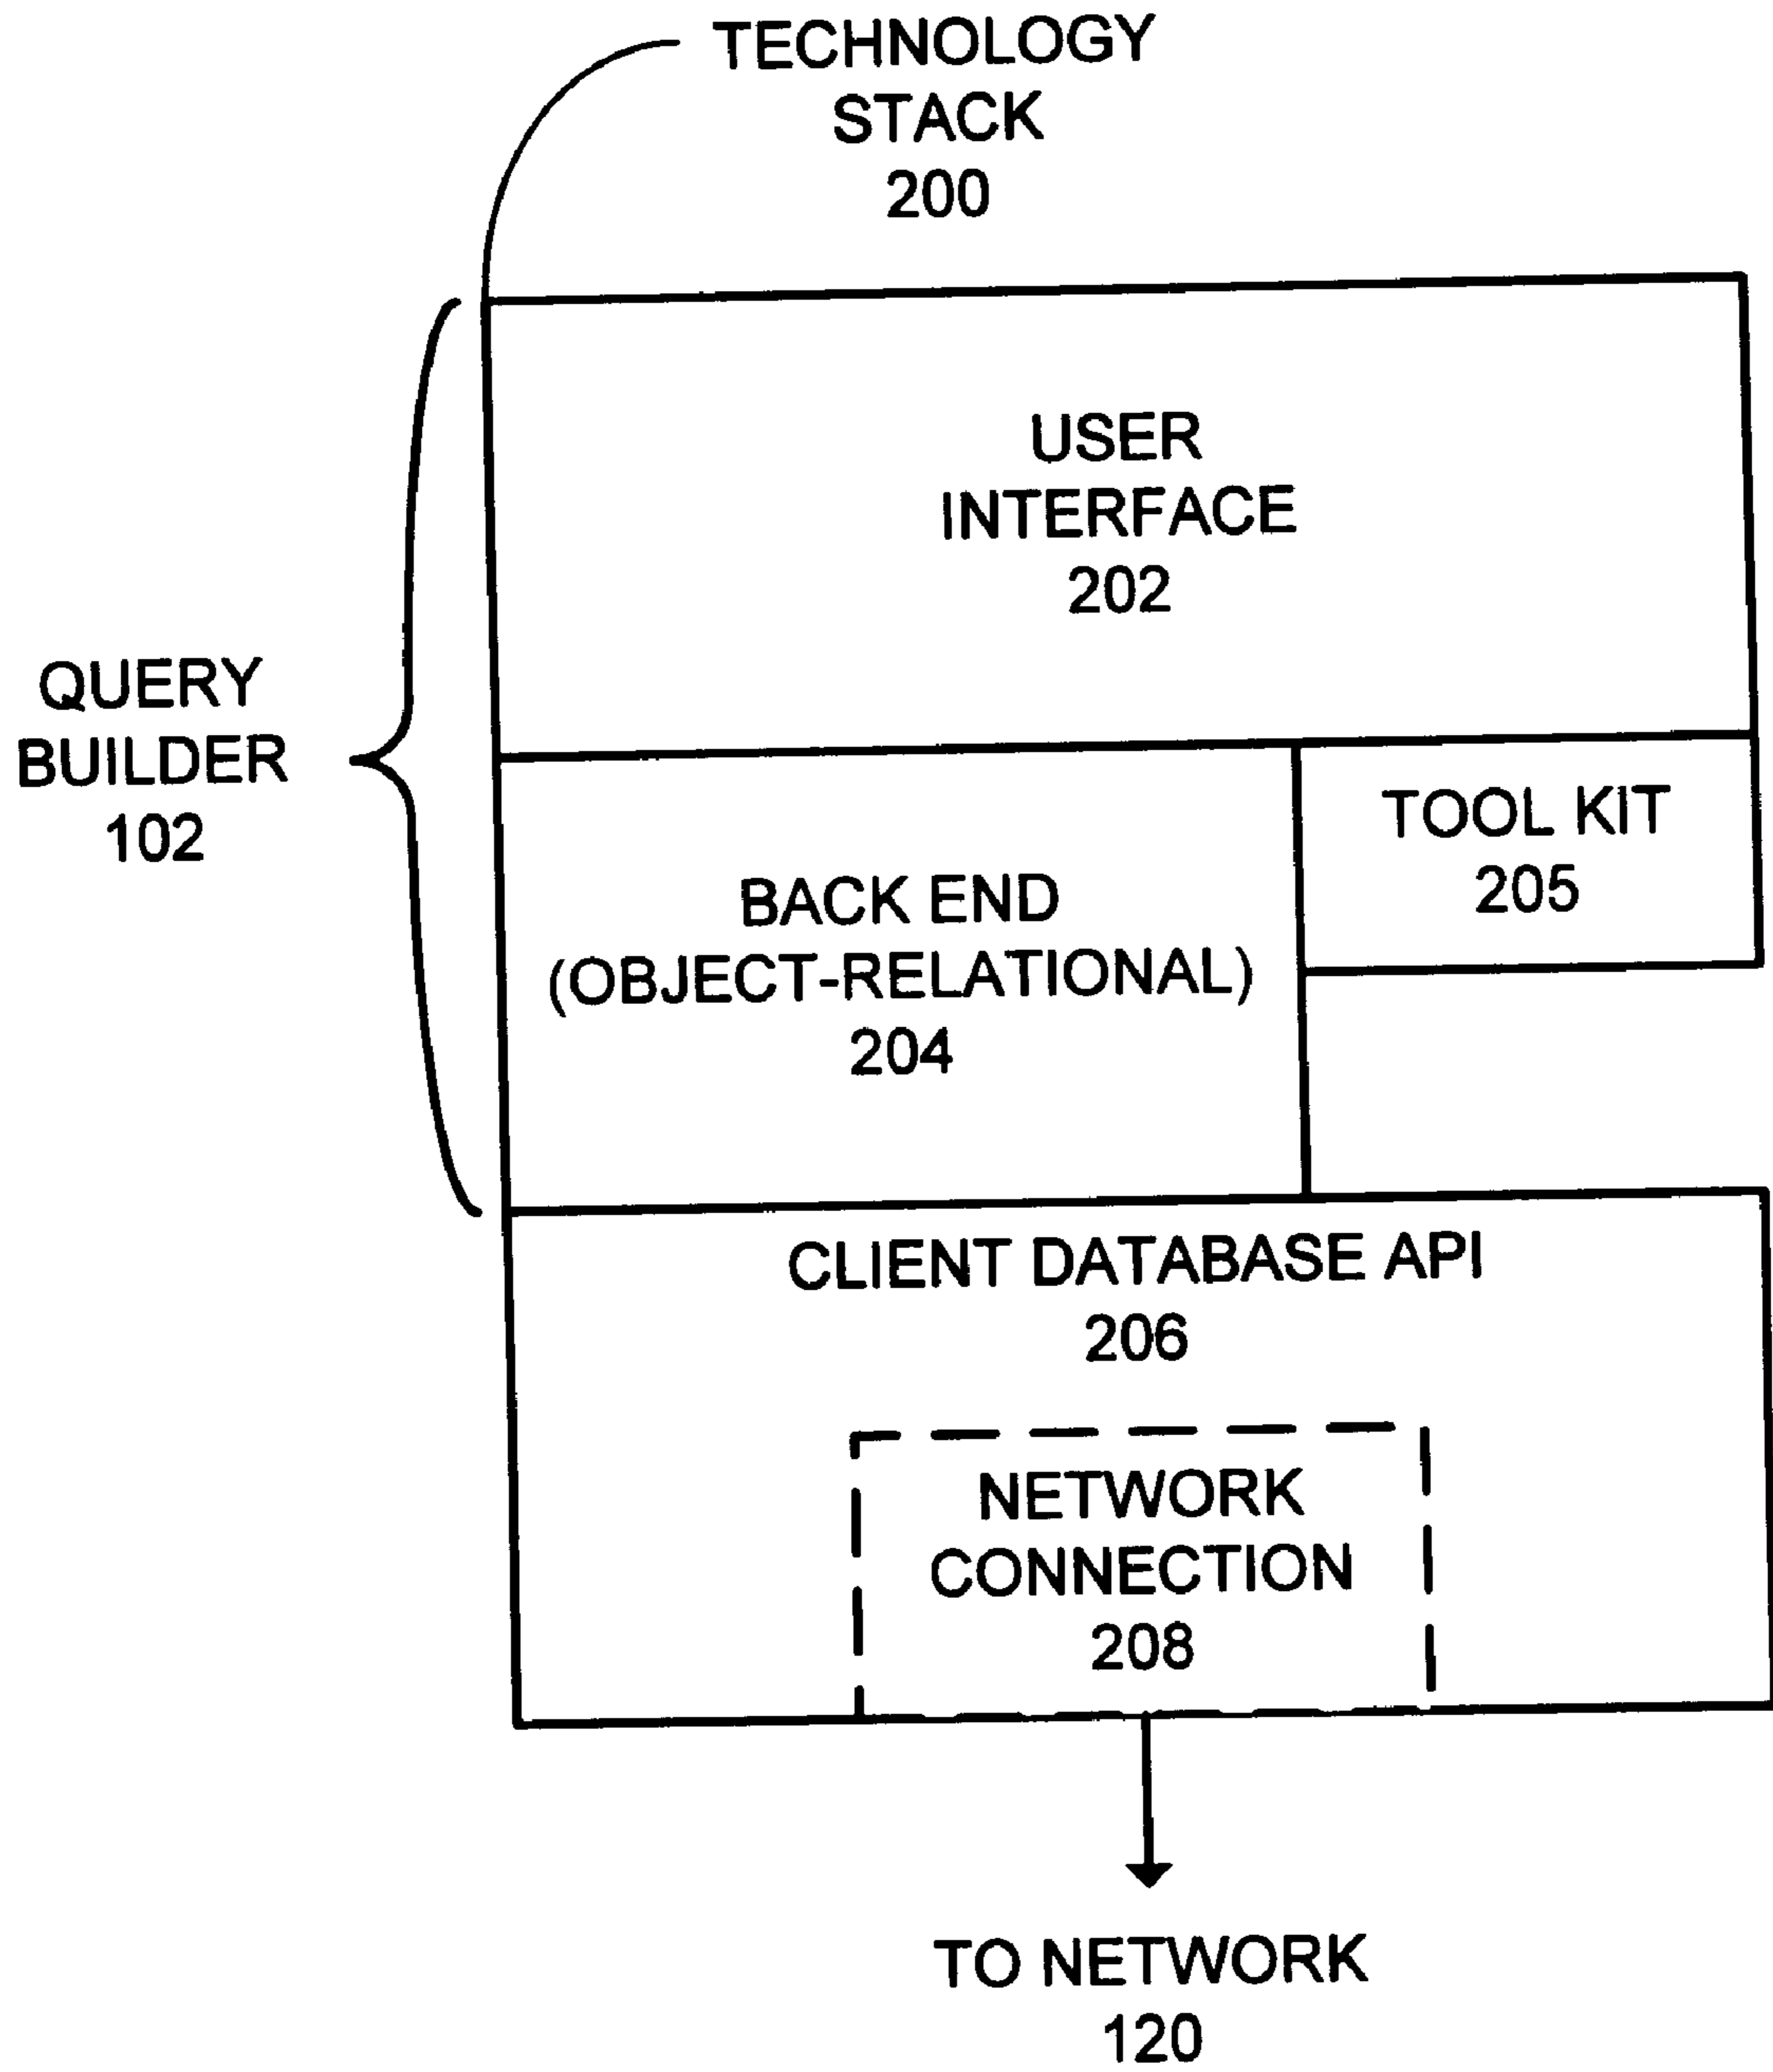 TECHNOLOGY
STACK
200
USER
INTERFACE
202
QUERY
BUILDER
102
TOOL KIT
205
BACK END
(OBJECT-RELATIONAL)
204
CLIENT DATABASE API
206
NETWORK
CONNECTION
208
TO NETWORK
120